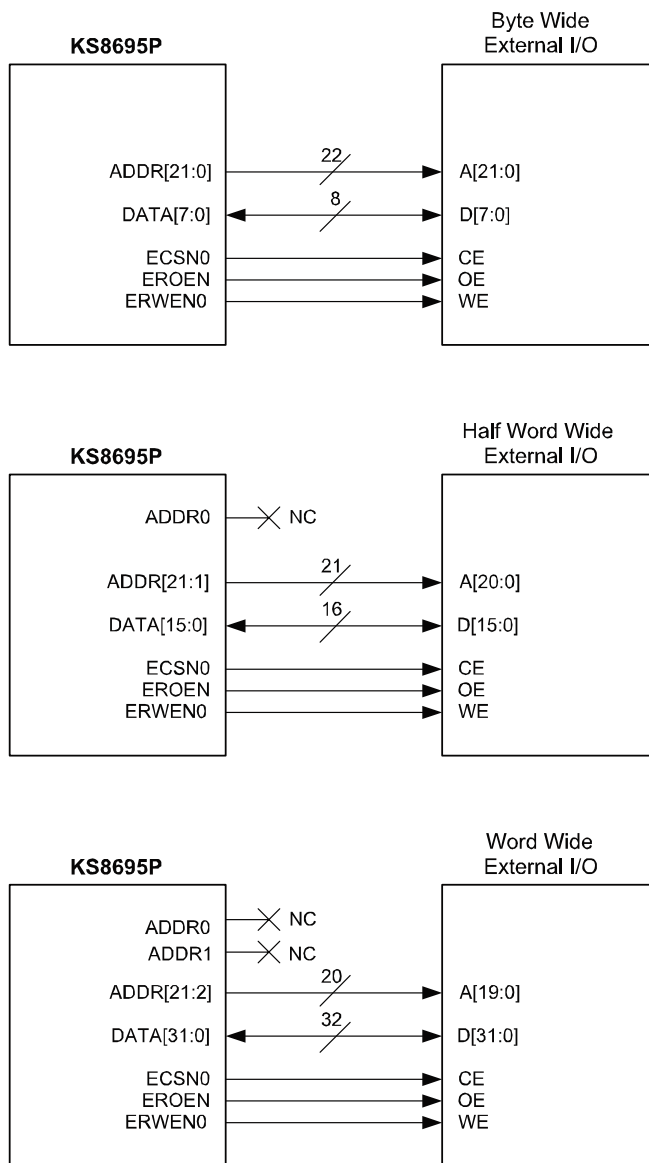 Byte Wide
KS8695P External I/O
22
ADDR[21:0] A[21:0]
8
DATA[7:0] D[7:0]
ECSN0 CE
EROEN OE
ERWEN0 WE
Half Word Wide
KS8695P External I/O
ADDR0 NC
21
ADDR[21:1] A[20:0]
16
DATA[15:0] D[15:0]
ECSN0 CE
EROEN OE
ERWEN0 WE
Word Wide
KS8695P External I/O
ADDR0 NC
ADDR1 NC
20
ADDR[21:2] A[19:0]
32
DATA[31:0] D[31:0]
ECSN0 CE
EROEN OE
ERWEN0 WE